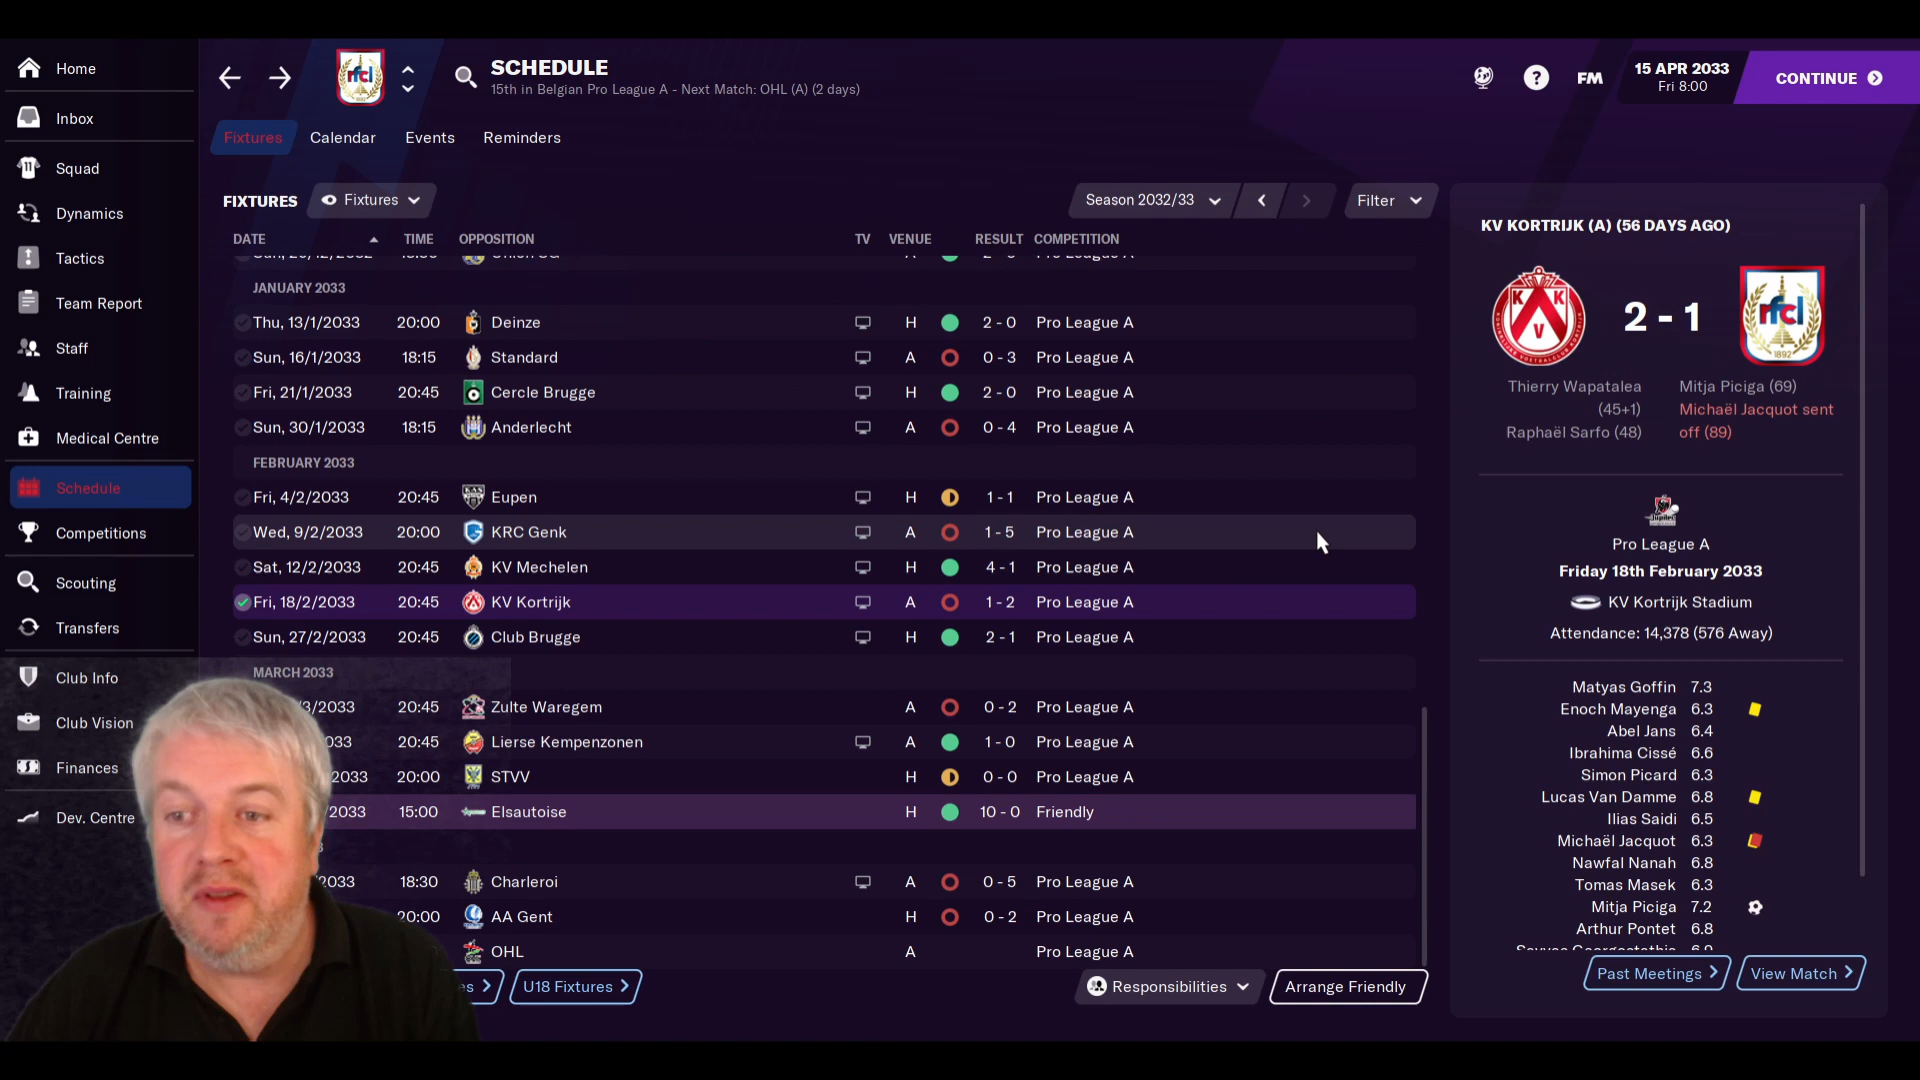 Home
Inbox
Squad
Dynamics
Tactics
Team Report
Staff
Training
Medical Centre
Schedule
Competitions
Scouting
Transfers
Club Info
Club Vision
Finances
Dev. Centre
rfcl
SCHEDULE
15th in Belgian Pro League A - Next Match: OHL (A) (2 days)
FM
15 APR 2033
Fri 8:00
CONTINUE
Fixtures Calendar Events Reminders
FIXTURES Fixtures Season 2032/33 Filter
DATE TIME OPPOSITION TV VENUE RESULT COMPETITION
JANUARY 2033
Thu, 13/1/2033 20:00 Deinze H 2 - 0 Pro League A
Sun, 16/1/2033 18:15 Standard A 0 - 3 Pro League A
Fri, 21/1/2033 20:45 Cercle Brugge H 2 - 0 Pro League A
Sun, 30/1/2033 18:15 Anderlecht A 0 - 4 Pro League A
FEBRUARY 2033
Fri, 4/2/2033 20:45 Eupen H 1 - 1 Pro League A
Wed, 9/2/2033 20:00 KRC Genk A 1 - 5 Pro League A
Sat, 12/2/2033 20:45 KV Mechelen H 4 - 1 Pro League A
Fri, 18/2/2033 20:45 KV Kortrijk A 1 - 2 Pro League A
Sun, 27/2/2033 20:45 Club Brugge H 2 - 1 Pro League A
MARCH 2033
/3/2033 20:45 Zulte Waregem A 0 - 2 Pro League A
033 20:45 Lierse Kempenzonen A 1 - 0 Pro League A
2033 20:00 STVV H 0 - 0 Pro League A
2033 15:00 Elsautoise H 10 - 0 Friendly
2033 18:30 Charleroi A 0 - 5 Pro League A
20:00 AA Gent H 0 - 2 Pro League A
OHL A Pro League A
U18 Fixtures Responsibilities Arrange Friendly
KV KORTRIJK (A) (56 DAYS AGO)
2 - 1
rfcl
1892
Thierry Wapatalea
(45+1)
Raphaël Sarfo (48)
Mitja Piciga (69)
Michaël Jacquot sent
off (89)
Pro League A
Friday 18th February 2033
KV Kortrijk Stadium
Attendance: 14,378 (576 Away)
Matyas Goffin 7.3
Enoch Mayenga 6.3
Abel Jans 6.4
Ibrahima Cissé 6.6
Simon Picard 6.3
Lucas Van Damme 6.8
Ilias Saidi 6.5
Michaël Jacquot 6.3
Nawfal Nanah 6.8
Tomas Masek 6.3
Mitja Piciga 7.2
Arthur Pontet 6.8
Past Meetings View Match